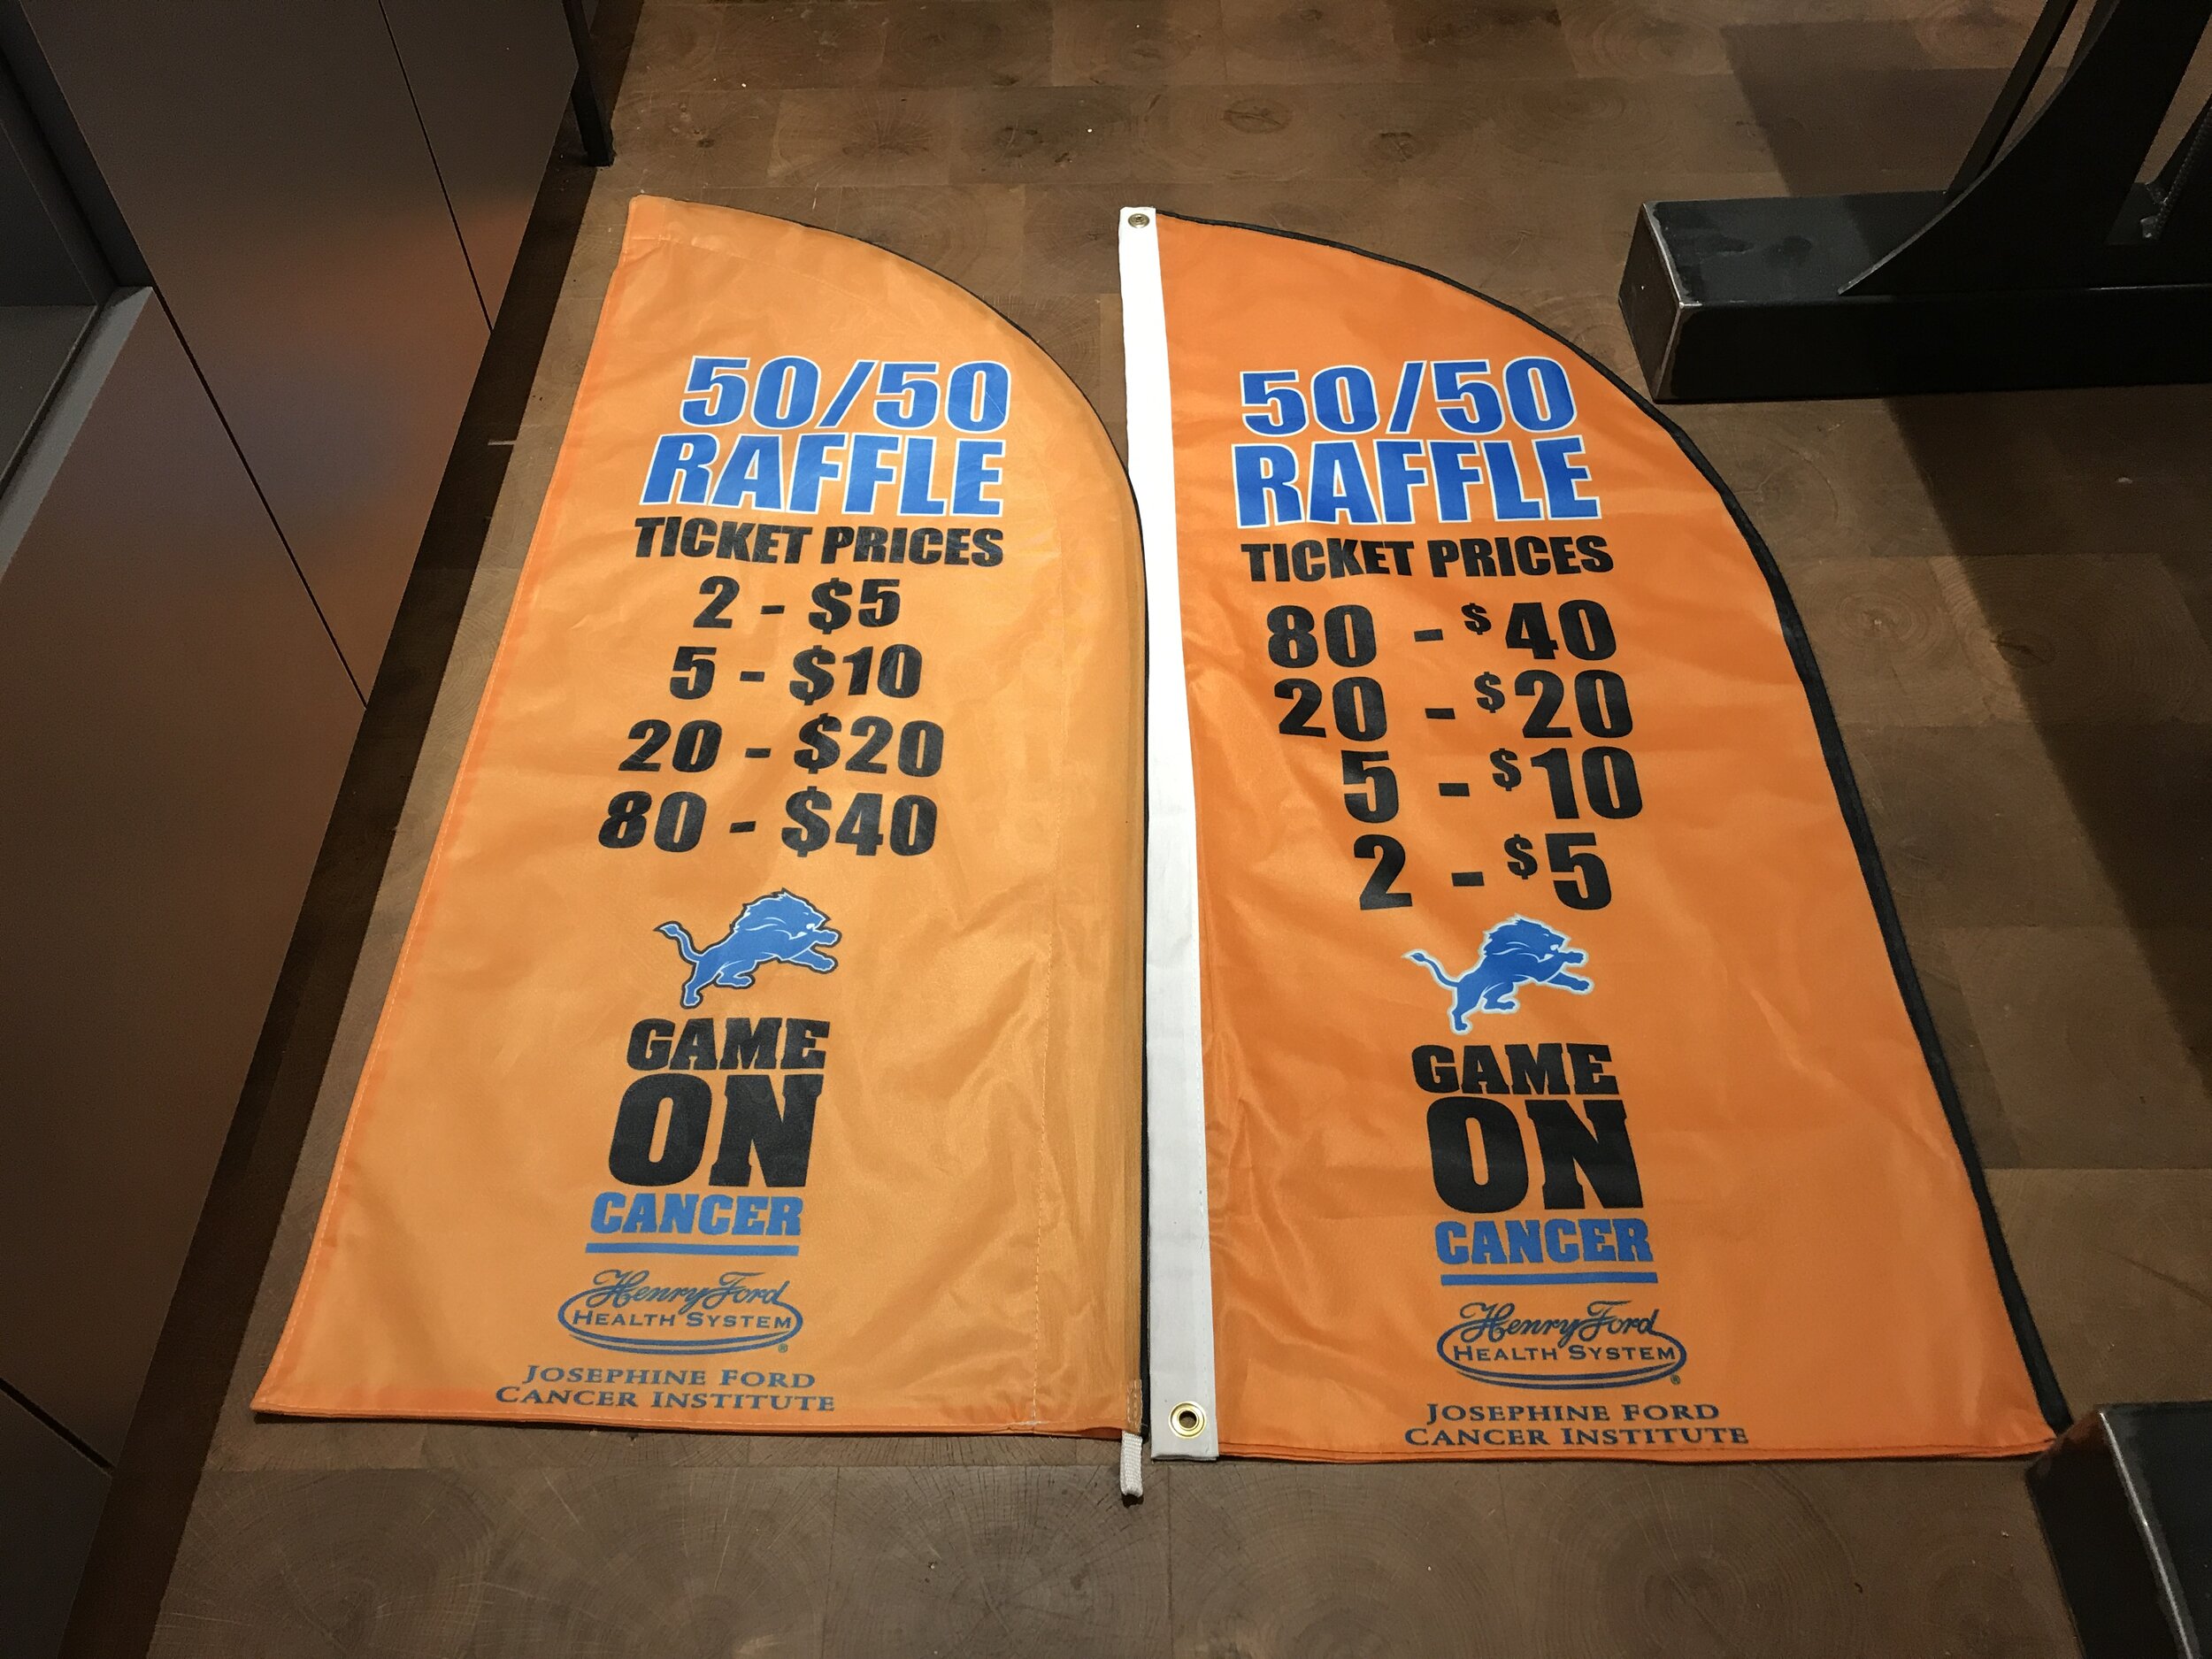 50/50
RAFFLE
TICKET PRICES
2 - $5
5 - $10
20 - $20
80 - $40
GAME
ON
CANCER
Henry Ford
HEALTH SYSTEM®
JOSEPHINE FORD
CANCER INSTITUTE
50/50
RAFFLE
TICKET PRICES
80 - $40
20 - $20
5 - $10
2 - $5
GAME
ON
CANCER
Henry Ford
HEALTH SYSTEM®
JOSEPHINE FORD
CANCER INSTITUTE